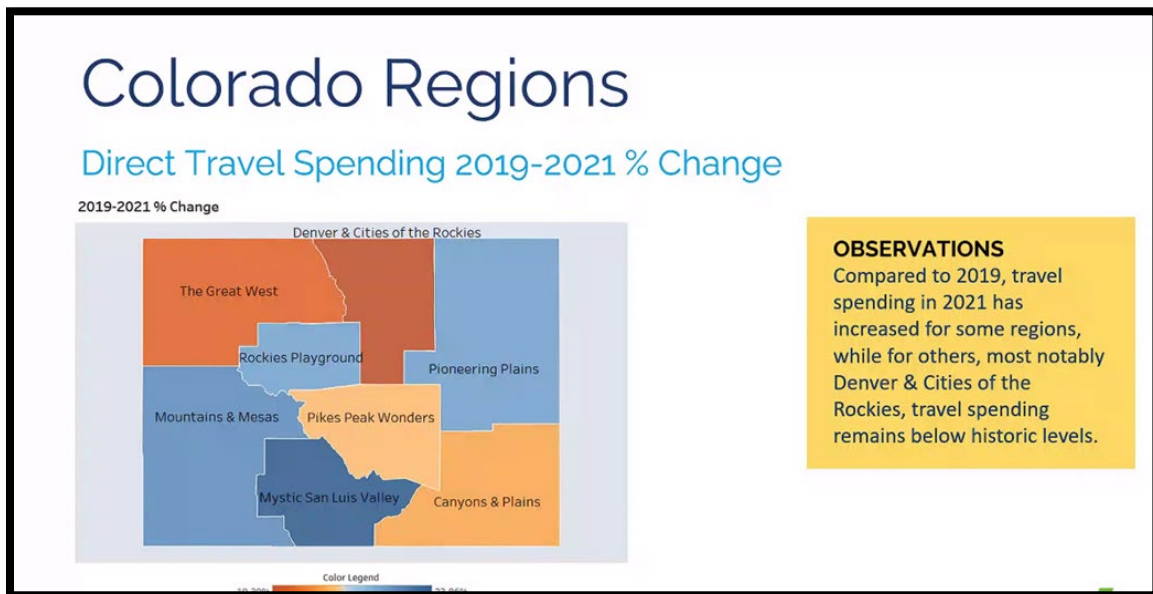 Colorado Regions
Direct Travel Spending 2019-2021 % Change
2019-2021 % Change
Denver & Cities of the Rockies
The Great West
Rockies Playground
Pioneering Plains
Mountains & Mesas
Pikes Peak Wonders
Mystic San Luis Valley
Canyons & Plains
Color Legend
OBSERVATIONS
Compared to 2019, travel
spending in 2021 has
increased for some regions,
while for others, most notably
Denver & Cities of the
Rockies, travel spending
remains below historic levels.